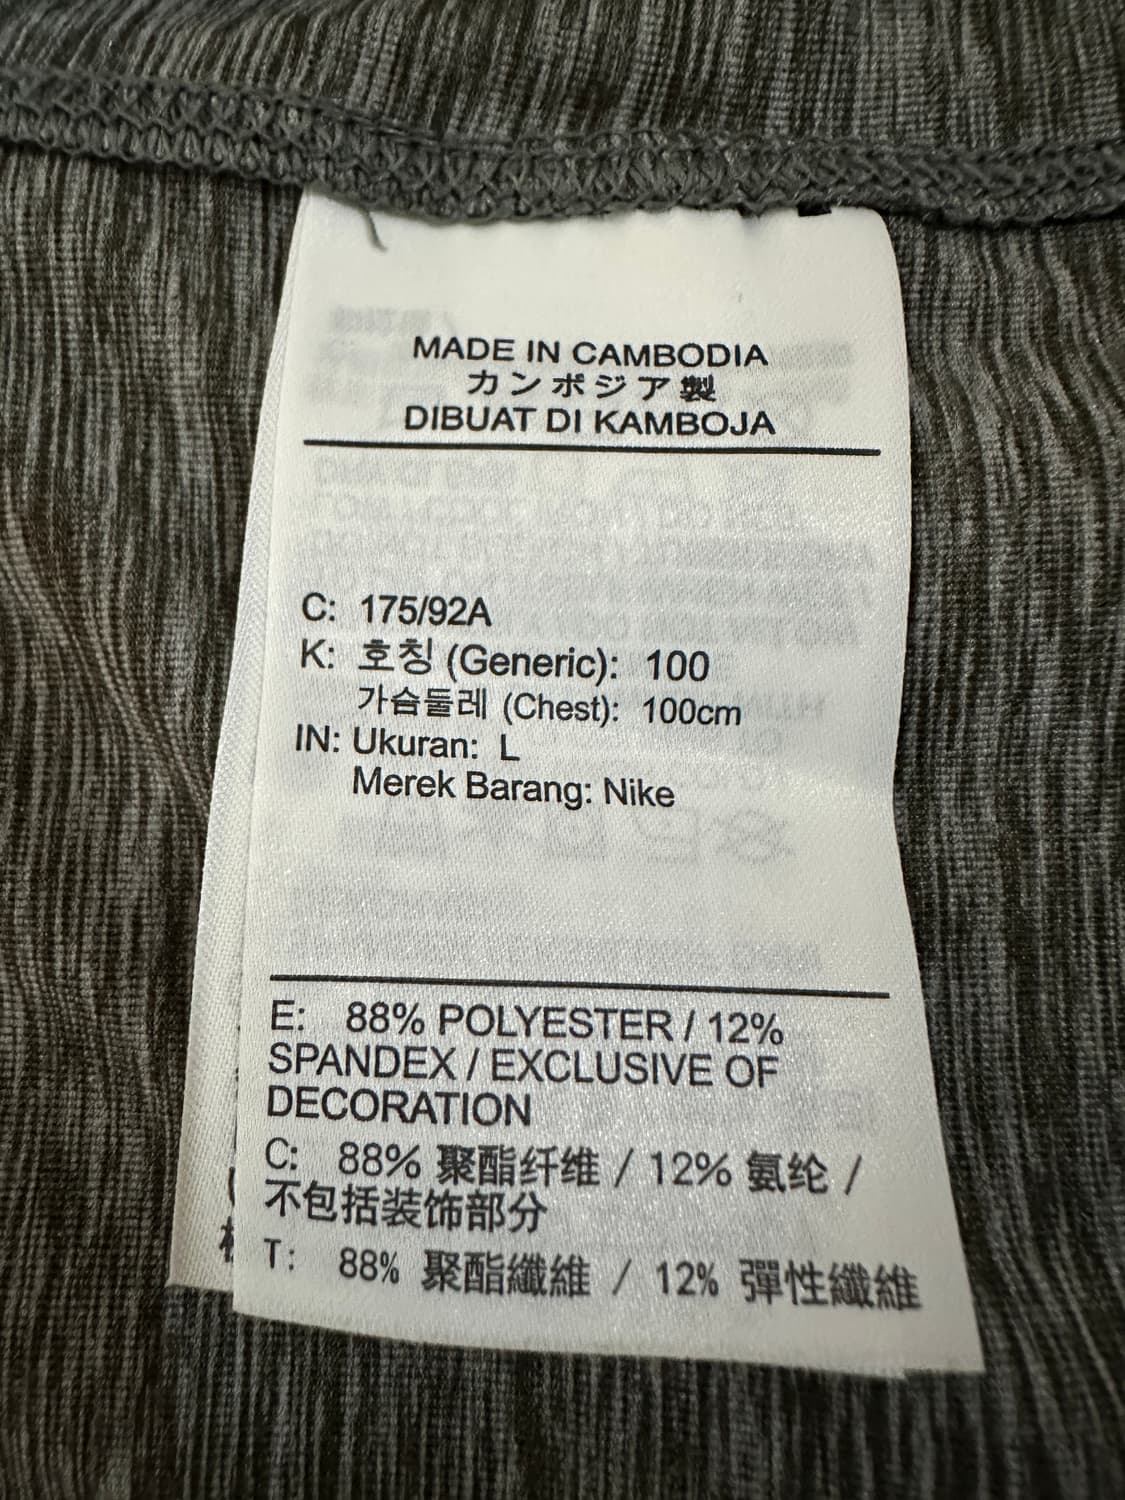 MADE IN CAMBODIA
カンボジア製
DIBUAT DI KAMBOJA
C: 175/92A
K: 호칭 (Generic): 100
가슴둘레 (Chest): 100cm
IN: Ukuran: L
Merek Barang: Nike
E: 88% POLYESTER / 12%
SPANDEX / EXCLUSIVE OF
DECORATION
C: 88% 聚酯纤维 / 12% 氨纶 /
不包括装饰部分
T: 88% 聚酯纖維 / 12% 彈性纖維